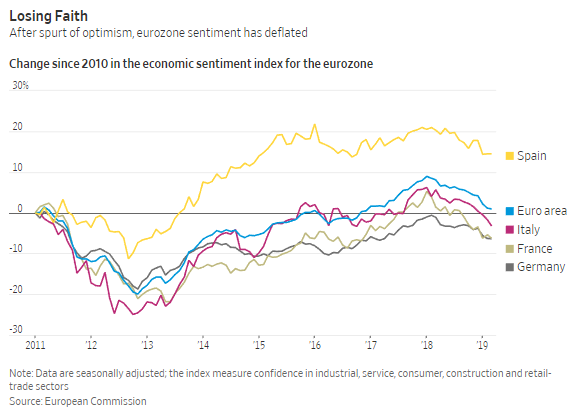 Losing Faith
After spurt of optimism, eurozone sentiment has deflated
Change since 2010 in the economic sentiment index for the eurozone
30%
20
10
0
-10
-20
-30
2011 '12 '13 '14 '15 '16 '17 '18 '19
Spain
Euro area
Italy
France
Germany
Note: Data are seasonally adjusted; the index measure confidence in industrial, service, consumer, construction and retail-
trade sectors
Source: European Commission